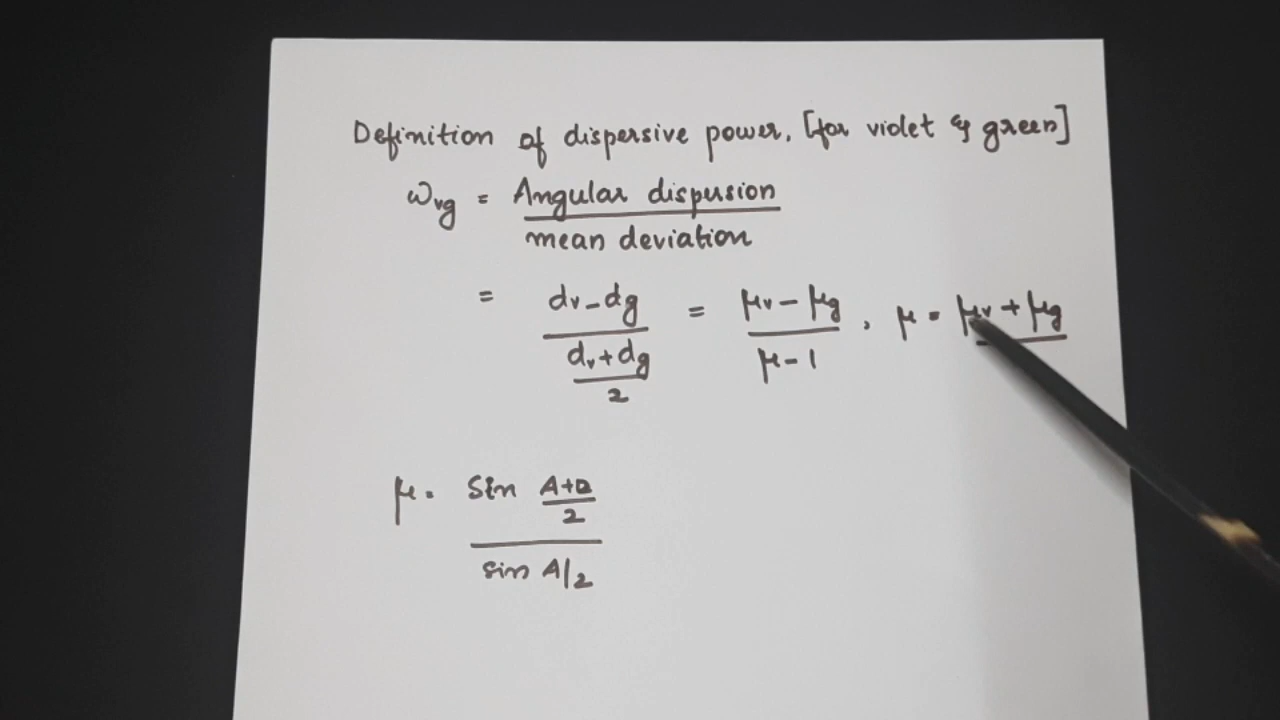 Definition of dispersive power. [for violet & green]
ωvg = Angular dispersion / mean deviation
= dv - dg / (dv + dg / 2) = μv - μg / μ - 1 , μ = μv + μg
μ = Sin A+D / 2 / sin A/2